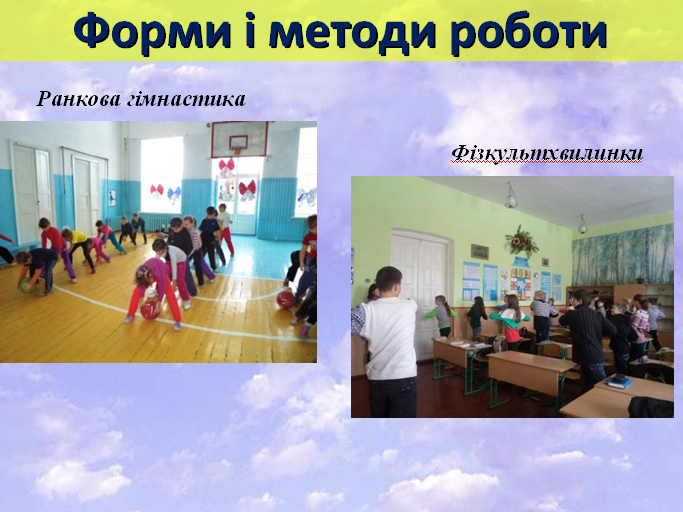 Форми і методи роботи
Ранкова гімнастика
Фізкультхвилинки